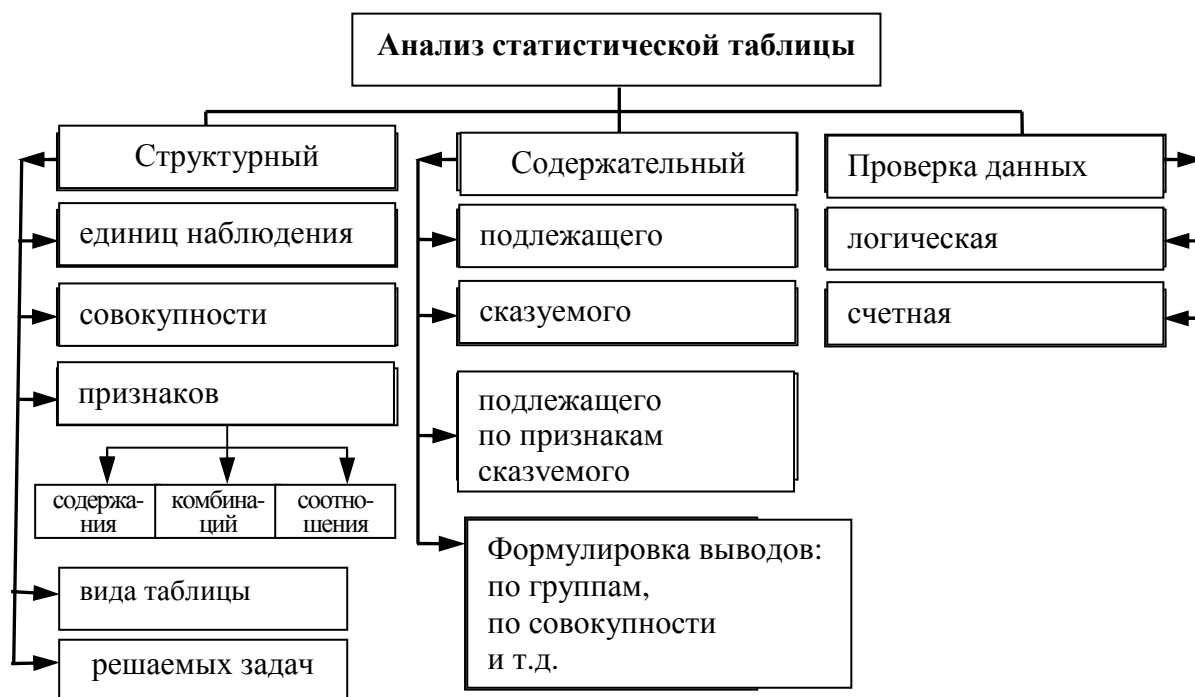 Анализ статистической таблицы
Структурный
единиц наблюдения
совокупности
признаков
содержа-
ния
комбина-
ций
соотно-
шения
вида таблицы
решаемых задач
Содержательный
подлежащего
сказуемого
подлежащего
по признакам
сказуемого
Формулировка выводов:
по группам,
по совокупности
и т.д.
Проверка данных
логическая
счетная